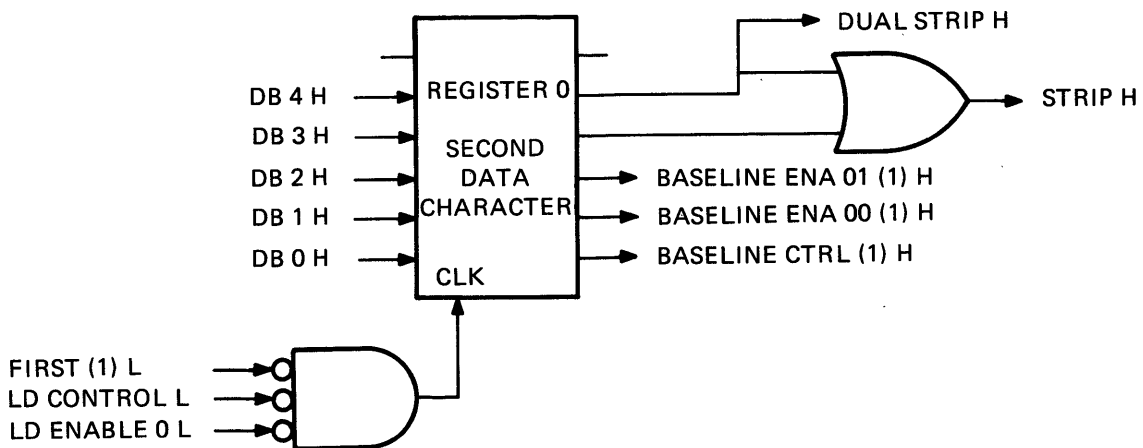 DUAL STRIP H
DB 4 H
REGISTER 0
STRIP H
DB 3 H
SECOND
DATA
CHARACTER
DB 2 H
BASELINE ENA 01 (1) H
DB 1 H
BASELINE ENA 00 (1) H
DB 0 H
BASELINE CTRL (1) H
CLK
FIRST (1) L
LD CONTROL L
LD ENABLE 0 L